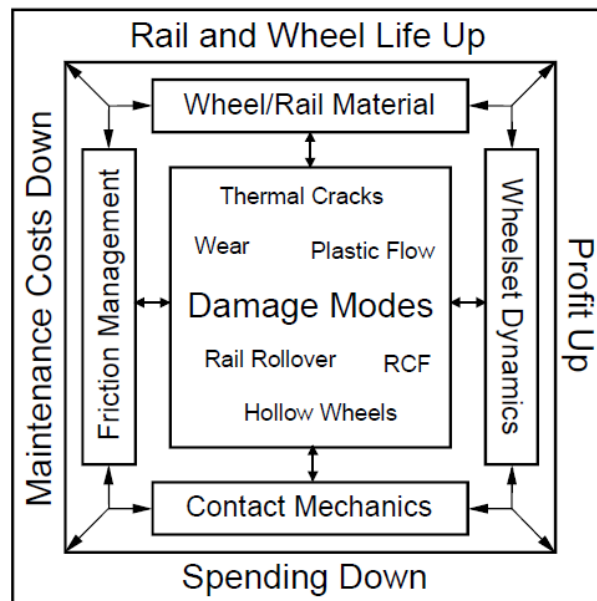 Rail and Wheel Life Up
Wheel/Rail Material
Maintenance Costs Down
Friction Management
Thermal Cracks
Wear
Plastic Flow
Damage Modes
Rail Rollover
RCF
Hollow Wheels
Wheelset Dynamics
Profit Up
Contact Mechanics
Spending Down